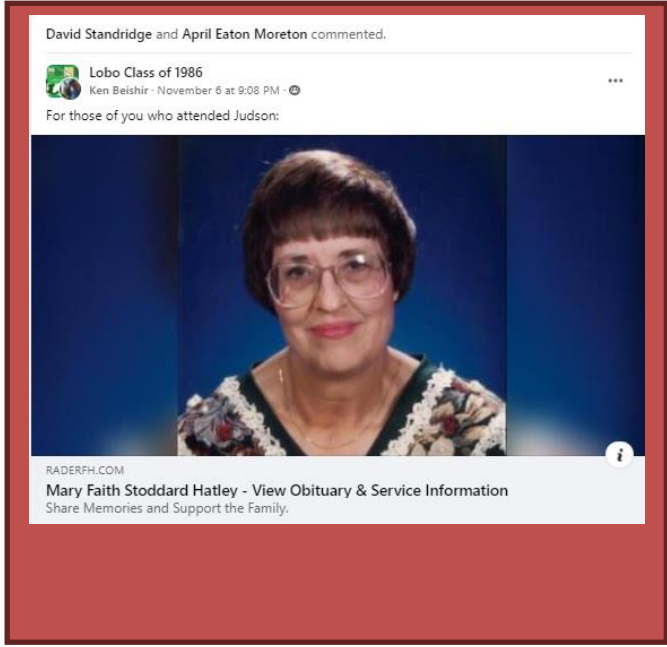 David Standridge and April Eaton Moreton commented.
Lobo Class of 1986
Ken Beishir · November 6 at 9:08 PM ·
For those of you who attended Judson:
i
RADERFH.COM
Mary Faith Stoddard Hatley - View Obituary & Service Information
Share Memories and Support the Family.